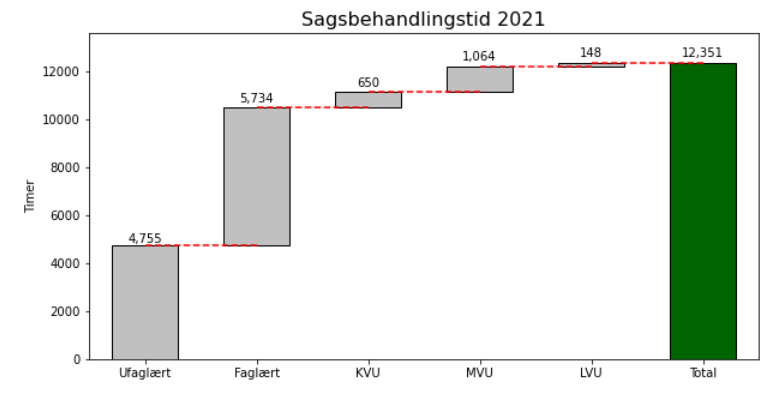 Sagsbehandlingstid 2021
Timer
12000
10000
8000
6000
4000
2000
0
4,755
5,734
650
1,064
148
12,351
Ufaglært
Faglært
KVU
MVU
LVU
Total